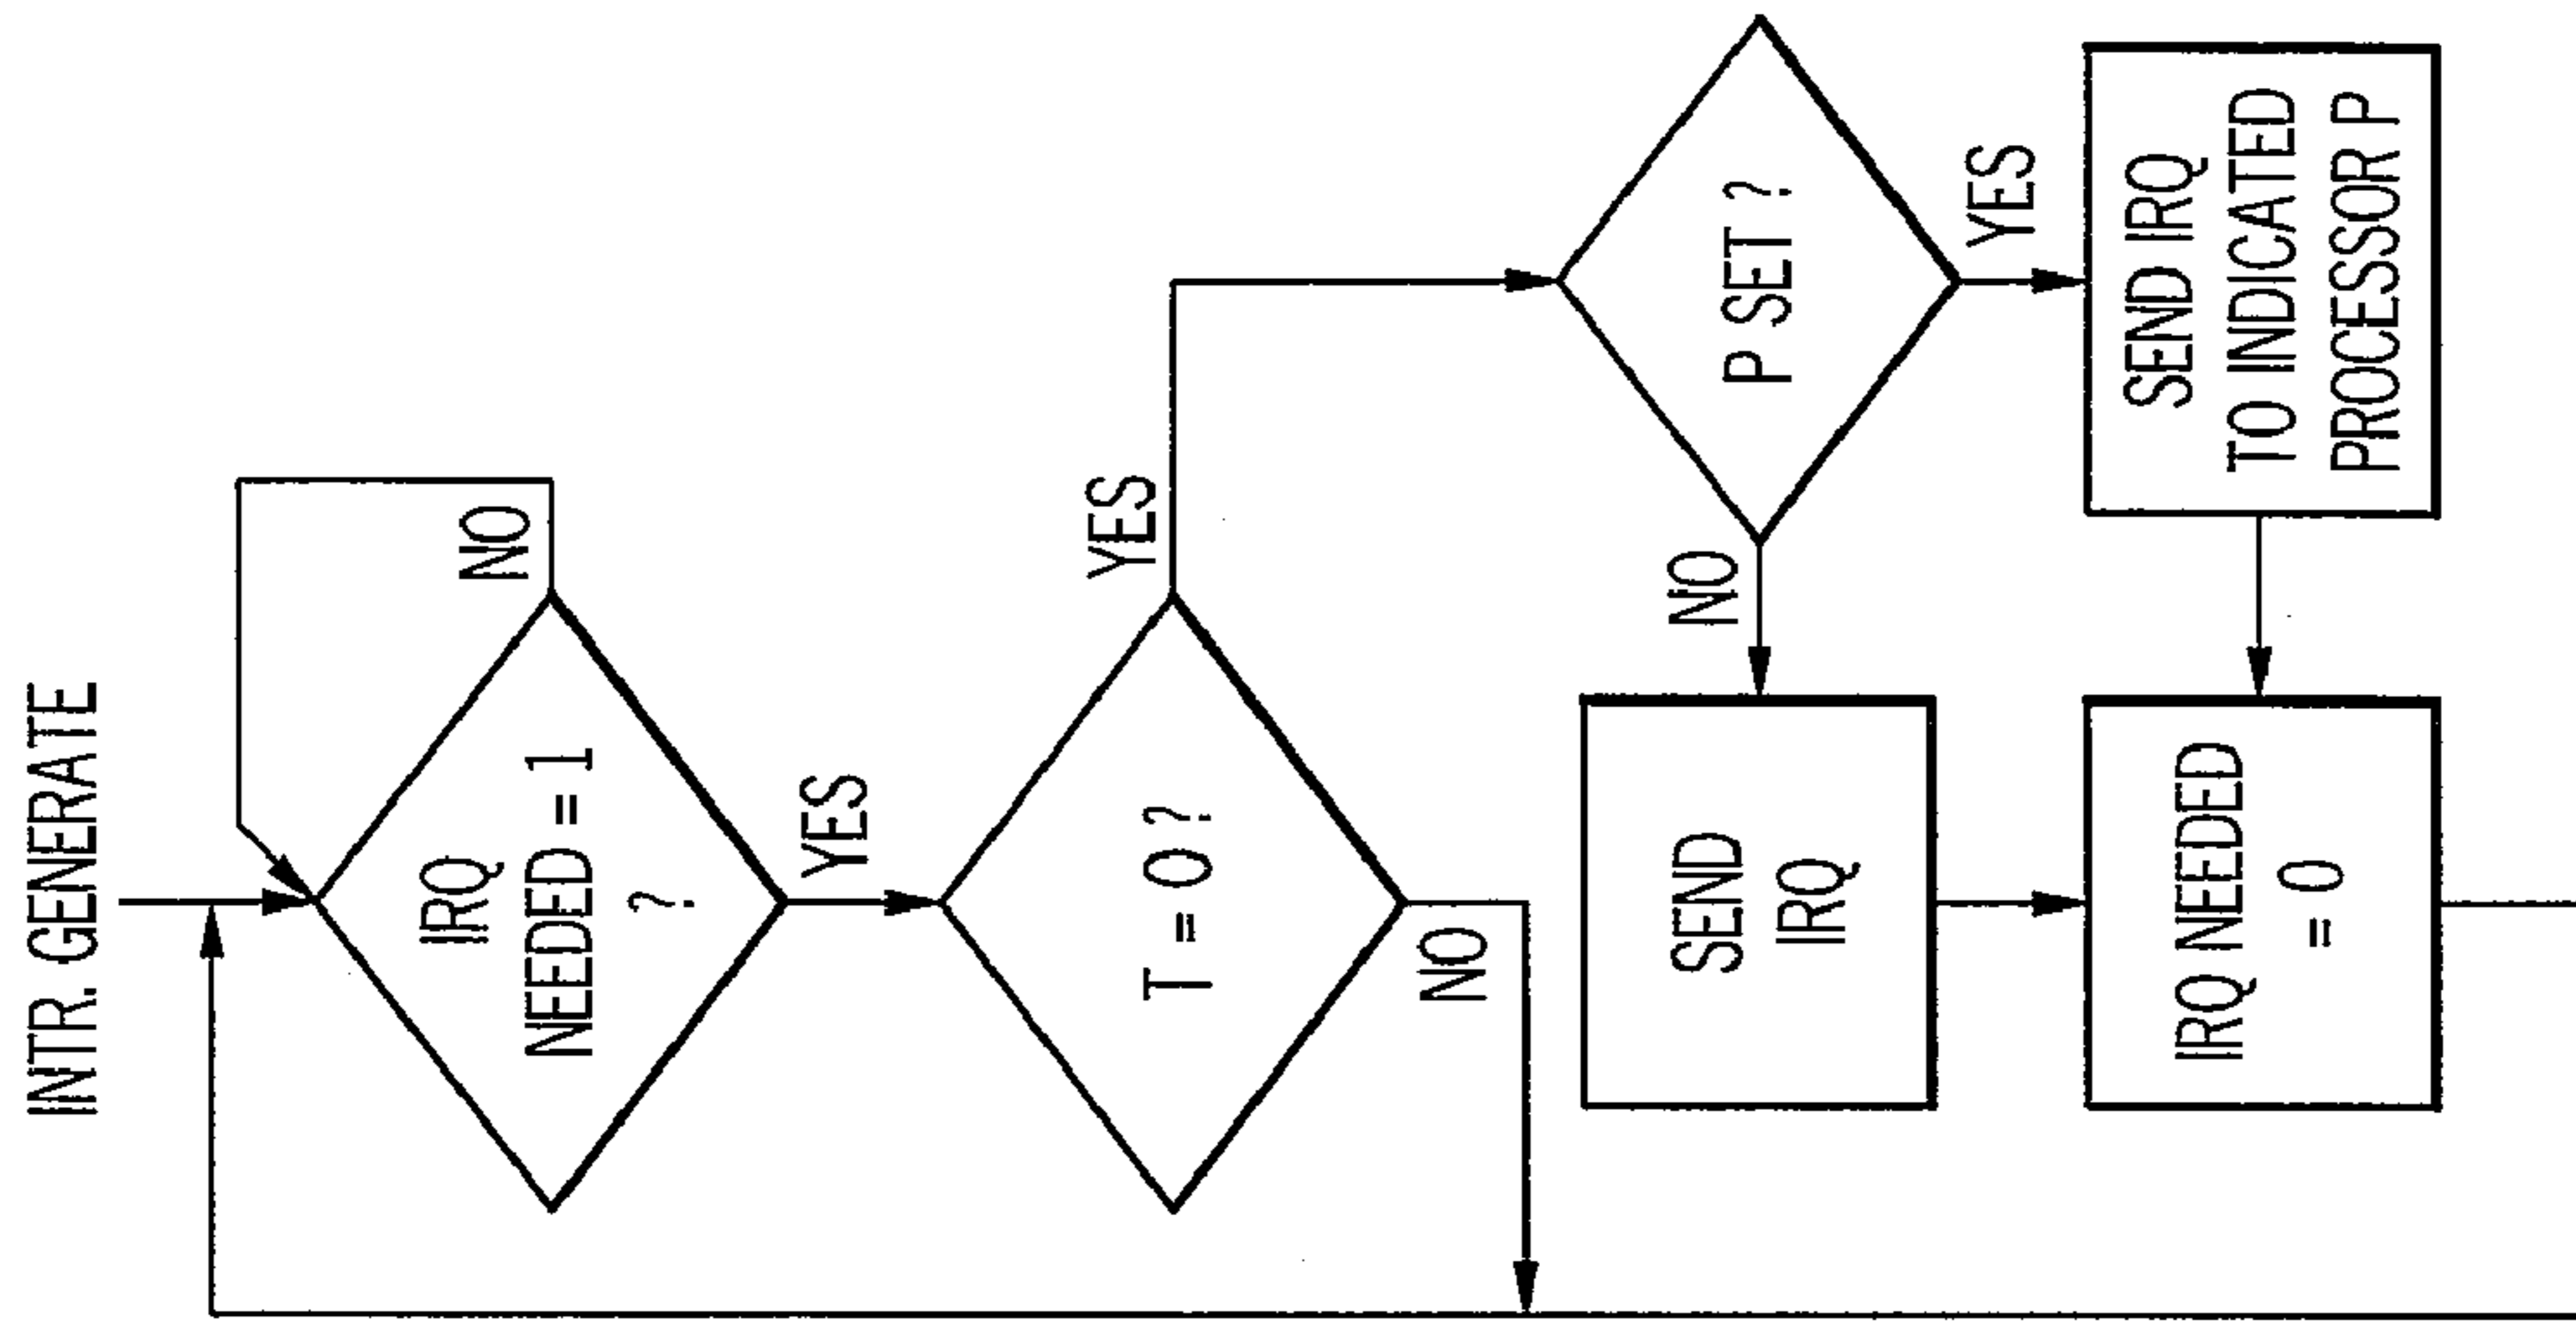 INTR. GENERATE
IRQ
NEEDED = 1
?
NO
YES
T = 0 ?
YES
NO
P SET ?
NO
YES
SEND
IRQ
SEND IRQ
TO INDICATED
PROCESSOR P
IRQ NEEDED
= 0